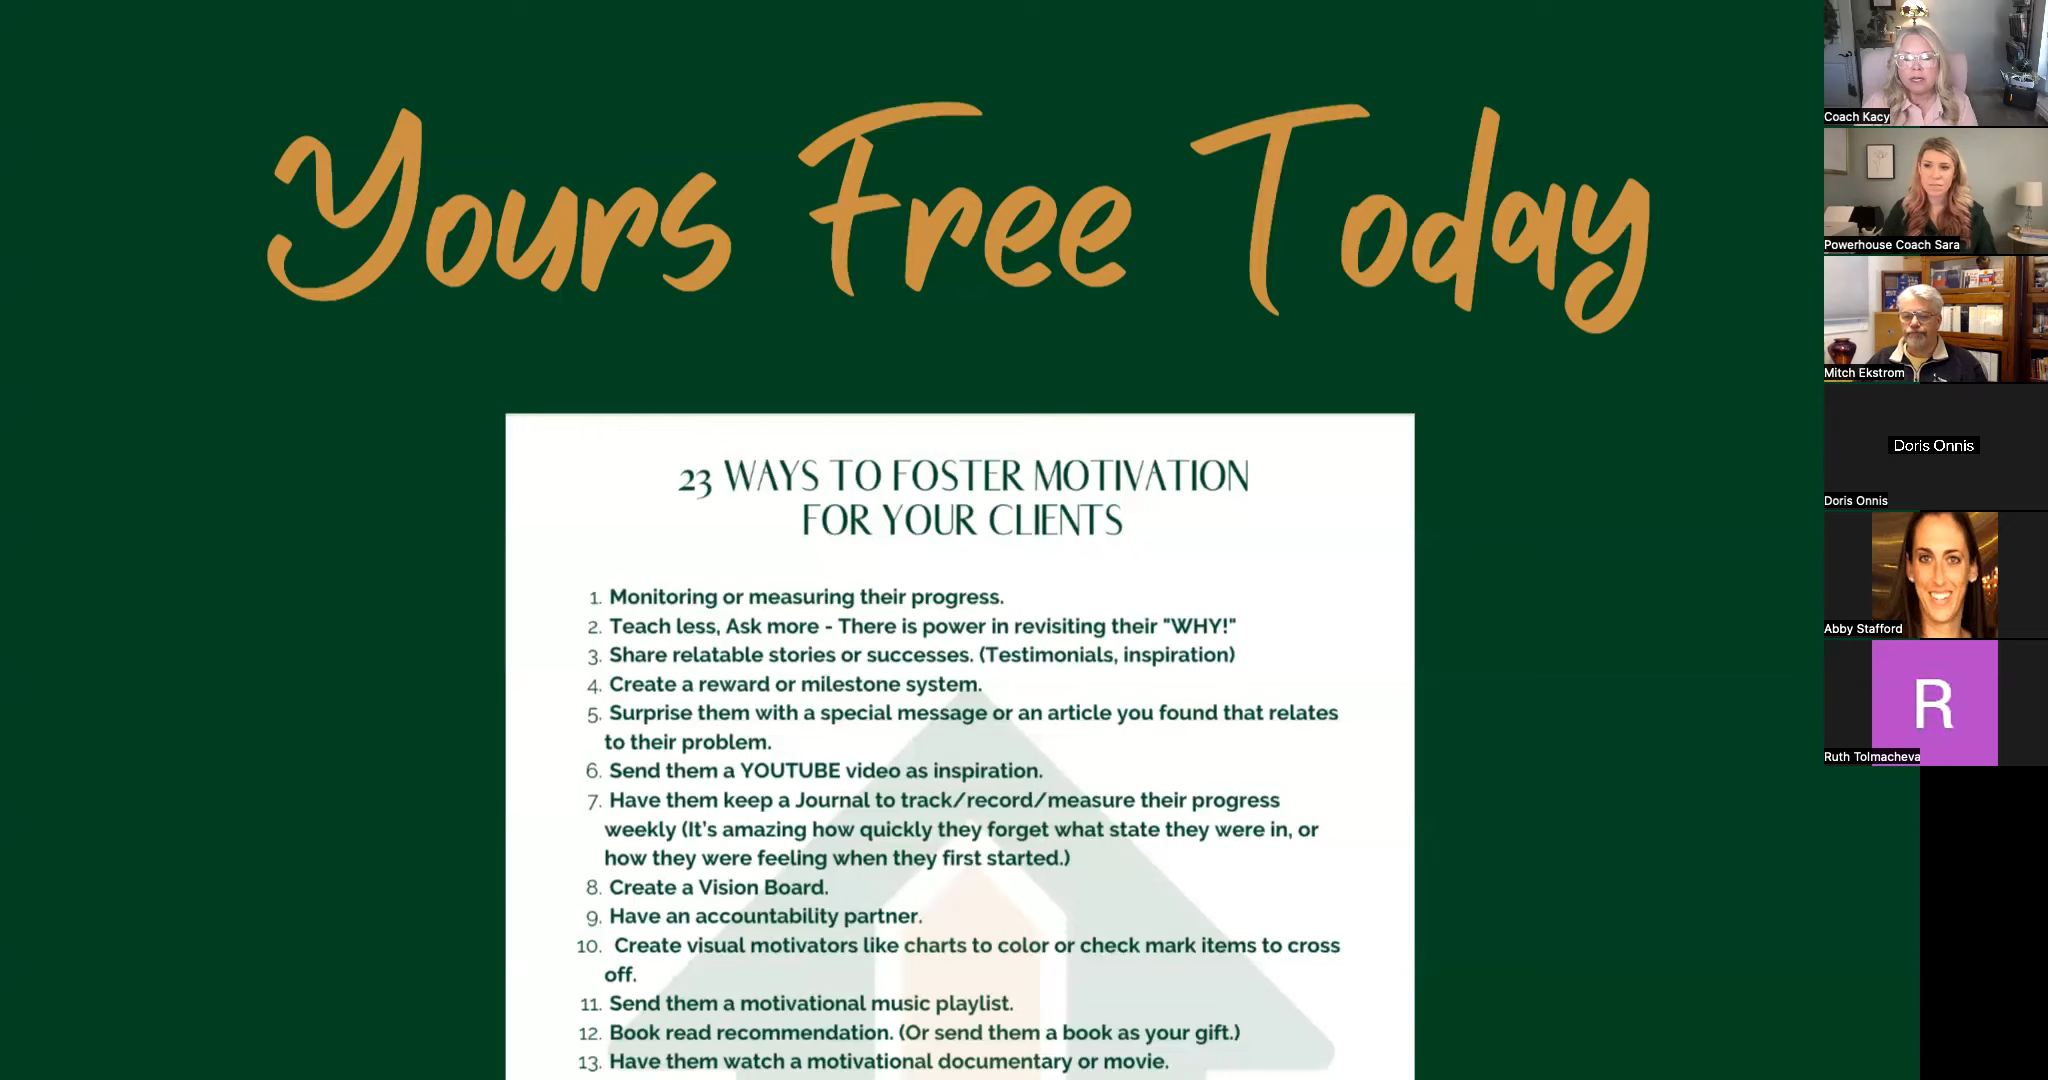 Yours Free Today
23 WAYS TO FOSTER MOTIVATION
FOR YOUR CLIENTS
1. Monitoring or measuring their progress.
2. Teach less, Ask more - There is power in revisiting their "WHY!"
3. Share relatable stories or successes. (Testimonials, inspiration)
4. Create a reward or milestone system.
5. Surprise them with a special message or an article you found that relates
to their problem.
6. Send them a YOUTUBE video as inspiration.
7. Have them keep a Journal to track/record/measure their progress
weekly (It's amazing how quickly they forget what state they were in, or
how they were feeling when they first started.)
8. Create a Vision Board.
9. Have an accountability partner.
10. Create visual motivators like charts to color or check mark items to cross
off.
11. Send them a motivational music playlist.
12. Book read recommendation. (Or send them a book as your gift.)
13. Have them watch a motivational documentary or movie.
Coach Kacy
Powerhouse Coach Sara
Mitch Ekstrom
Doris Onnis
Doris Onnis
Abby Stafford
R
Ruth Tolmacheva